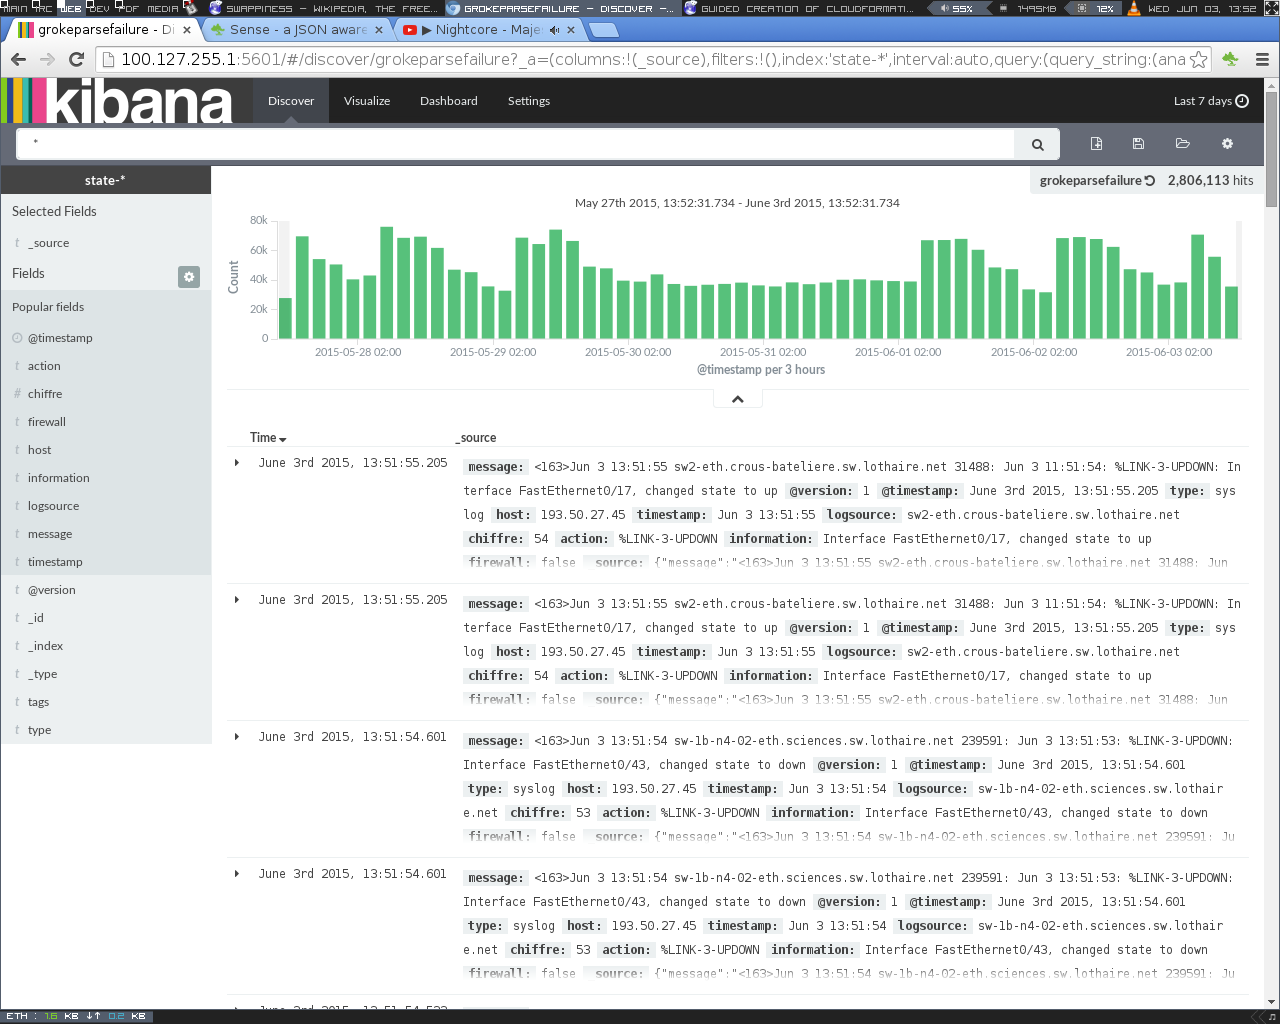 MAIN IRC WEB DEV PDF MEDIA
SWAPPINESS – WIKIPEDIA, THE FREE...
GROKEPARSEFAILURE – DISCOVER –...
GUIDED CREATION OF CLOUDFORMATI...
55% 1495MB 12% WED JUN 03, 13:52
grokeparsefailure - Di
Sense - a JSON aware
▶ Nightcore - Maje
100.127.255.1:5601/#/discover/grokeparsefailure?_a=(columns:!(_source),filters:!(),index:'state-*',interval:auto,query:(query_string:(ana
kibana
Discover
Visualize
Dashboard
Settings
Last 7 days
*
state-*
grokeparsefailure 2,806,113 hits
Selected Fields
t _source
Fields
Popular fields
@timestamp
t action
# chiffre
t firewall
t host
t information
t logsource
t message
t timestamp
t @version
t _id
t _index
t _type
t tags
t type
May 27th 2015, 13:52:31.734 - June 3rd 2015, 13:52:31.734
Count
80k
60k
40k
20k
0
2015-05-28 02:00 2015-05-29 02:00 2015-05-30 02:00 2015-05-31 02:00 2015-06-01 02:00 2015-06-02 02:00 2015-06-03 02:00
@timestamp per 3 hours
Time _source
June 3rd 2015, 13:51:55.205 message: <163>Jun 3 13:51:55 sw2-eth.crous-bateliere.sw.lothaire.net 31488: Jun 3 11:51:54: %LINK-3-UPDOWN: In
terface FastEthernet0/17, changed state to up @version: 1 @timestamp: June 3rd 2015, 13:51:55.205 type: sys
log host: 193.50.27.45 timestamp: Jun 3 13:51:55 logsource: sw2-eth.crous-bateliere.sw.lothaire.net
chiffre: 54 action: %LINK-3-UPDOWN information: Interface FastEthernet0/17, changed state to up
firewall: false _source: {"message":"<163>Jun 3 13:51:55 sw2-eth.crous-bateliere.sw.lothaire.net 31488: Jun
June 3rd 2015, 13:51:55.205 message: <163>Jun 3 13:51:55 sw2-eth.crous-bateliere.sw.lothaire.net 31488: Jun 3 11:51:54: %LINK-3-UPDOWN: In
terface FastEthernet0/17, changed state to up @version: 1 @timestamp: June 3rd 2015, 13:51:55.205 type: sys
log host: 193.50.27.45 timestamp: Jun 3 13:51:55 logsource: sw2-eth.crous-bateliere.sw.lothaire.net
chiffre: 54 action: %LINK-3-UPDOWN information: Interface FastEthernet0/17, changed state to up
firewall: false _source: {"message":"<163>Jun 3 13:51:55 sw2-eth.crous-bateliere.sw.lothaire.net 31488: Jun
June 3rd 2015, 13:51:54.601 message: <163>Jun 3 13:51:54 sw-1b-n4-02-eth.sciences.sw.lothaire.net 239591: Jun 3 13:51:53: %LINK-3-UPDOWN:
Interface FastEthernet0/43, changed state to down @version: 1 @timestamp: June 3rd 2015, 13:51:54.601
type: syslog host: 193.50.27.45 timestamp: Jun 3 13:51:54 logsource: sw-1b-n4-02-eth.sciences.sw.lothair
e.net chiffre: 53 action: %LINK-3-UPDOWN information: Interface FastEthernet0/43, changed state to down
firewall: false _source: {"message":"<163>Jun 3 13:51:54 sw-1b-n4-02-eth.sciences.sw.lothaire.net 239591: Ju
June 3rd 2015, 13:51:54.601 message: <163>Jun 3 13:51:54 sw-1b-n4-02-eth.sciences.sw.lothaire.net 239591: Jun 3 13:51:53: %LINK-3-UPDOWN:
Interface FastEthernet0/43, changed state to down @version: 1 @timestamp: June 3rd 2015, 13:51:54.601
type: syslog host: 193.50.27.45 timestamp: Jun 3 13:51:54 logsource: sw-1b-n4-02-eth.sciences.sw.lothair
e.net chiffre: 53 action: %LINK-3-UPDOWN information: Interface FastEthernet0/43, changed state to down
firewall: false _source: {"message":"<163>Jun 3 13:51:54 sw-1b-n4-02-eth.sciences.sw.lothaire.net 239591: Ju
ETH : 1.6 KB ↓↑ 0.2 KB